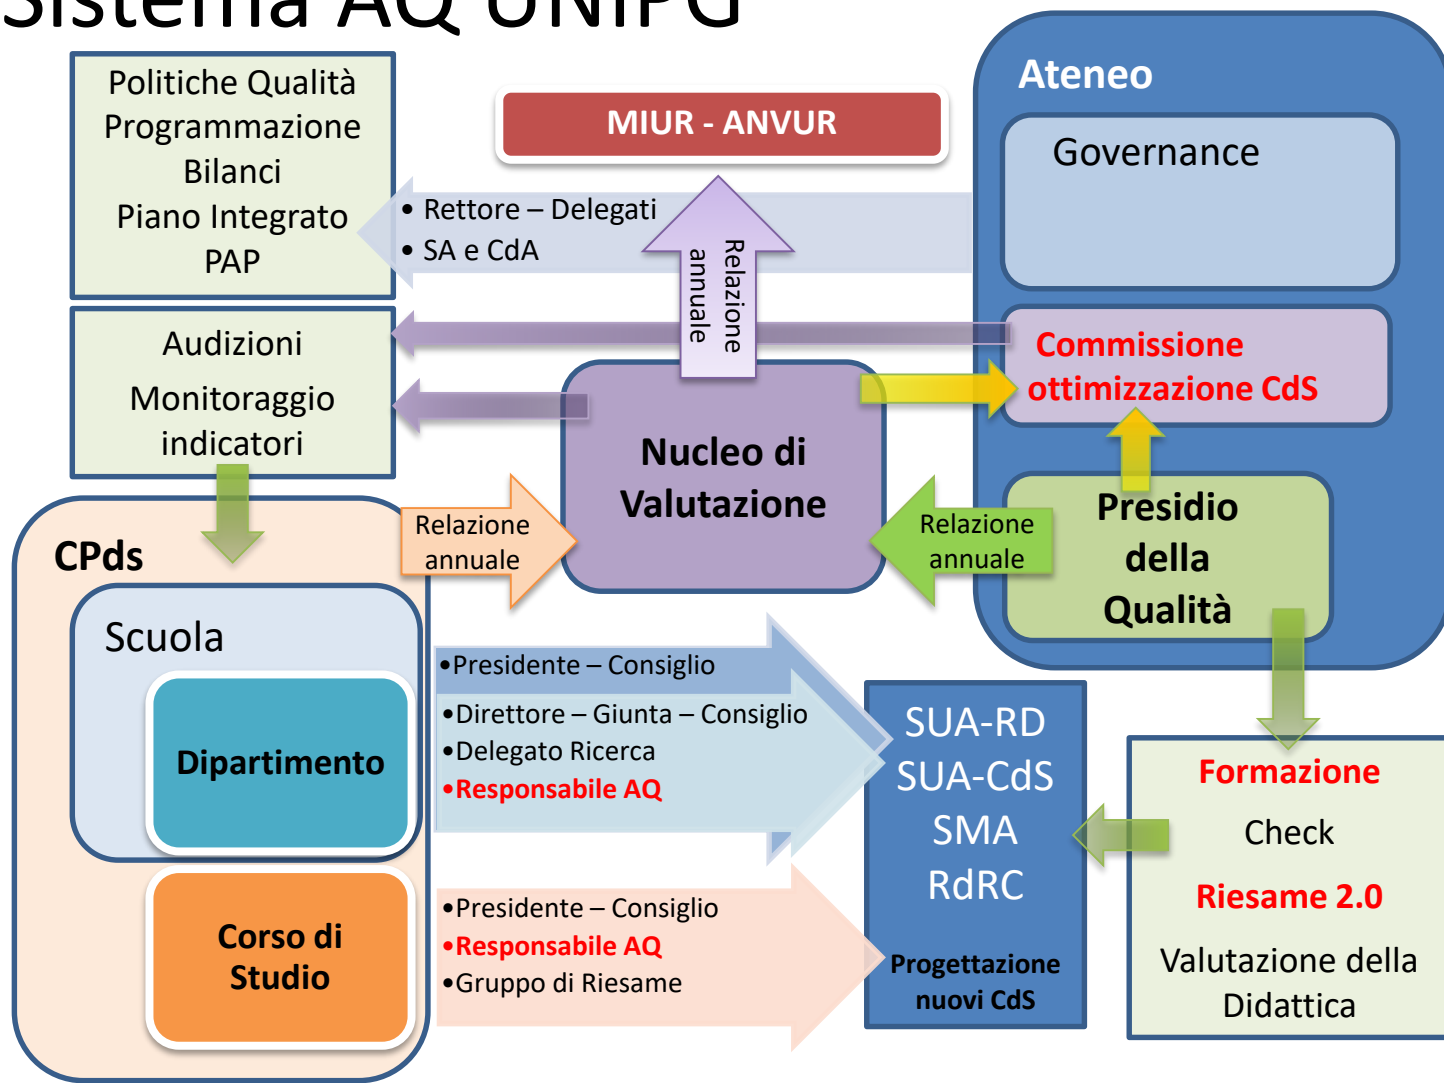 Sistema AQ UNIPG
Politiche Qualità
Programmazione
Bilanci
Piano Integrato
PAP
MIUR - ANVUR
Ateneo
Governance
• Rettore – Delegati
• SA e CdA
Relazione
annuale
Audizioni
Monitoraggio
indicatori
Commissione
ottimizzazione CdS
Nucleo di
Valutazione
Presidio
della
Qualità
Relazione
annuale
Relazione
annuale
CPds
Scuola
Dipartimento
Corso di
Studio
•Presidente – Consiglio
•Direttore – Giunta – Consiglio
•Delegato Ricerca
•Responsabile AQ
•Presidente – Consiglio
•Responsabile AQ
•Gruppo di Riesame
SUA-RD
SUA-CdS
SMA
RdRC
Progettazione
nuovi CdS
Formazione
Check
Riesame 2.0
Valutazione della
Didattica